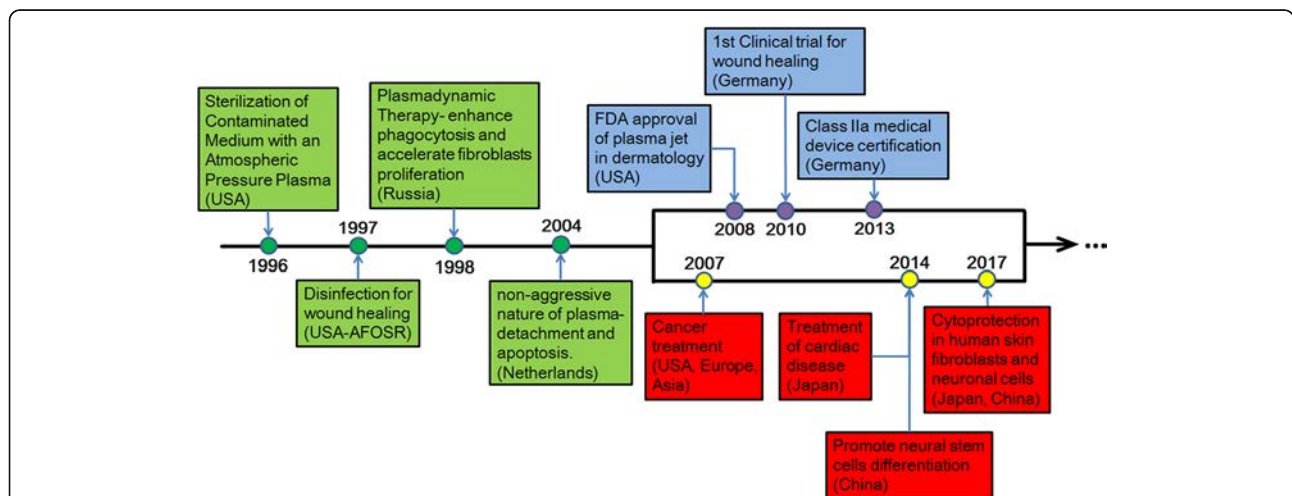 Sterilization of
Contaminated
Medium with an
Atmospheric
Pressure Plasma
(USA)
1996
1997
Disinfection for
wound healing
(USA-AFOSR)
Plasmadynamic
Therapy- enhance
phagocytosis and
accelerate fibroblasts
proliferation
(Russia)
1998
2004
non-aggressive
nature of plasma-
detachment and
apoptosis.
(Netherlands)
FDA approval
of plasma jet
in dermatology
(USA)
2008
1st Clinical trial for
wound healing
(Germany)
2010
Class IIa medical
device certification
(Germany)
2013
2007
Cancer
treatment
(USA, Europe,
Asia)
2014
Treatment
of cardiac
disease
(Japan)
Promote neural stem
cells differentiation
(China)
2017
Cytoprotection
in human skin
fibroblasts and
neuronal cells
(Japan, China)
...